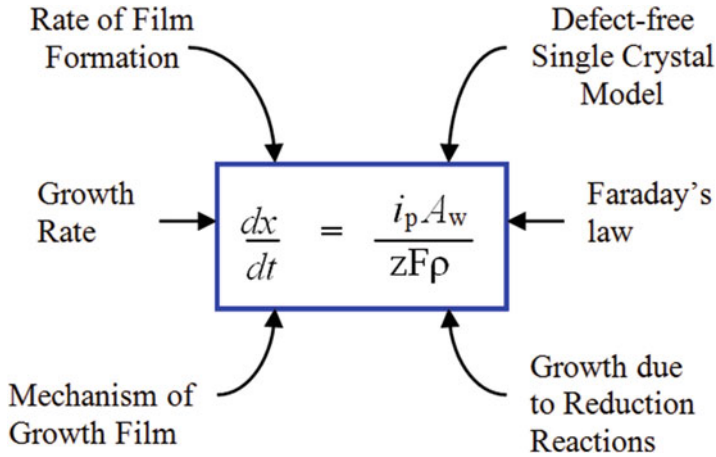 Rate of Film
Formation
Defect-free
Single Crystal
Model
Growth
Rate
dx/dt = i_p A_w / zFρ
Faraday's
law
Mechanism of
Growth Film
Growth due
to Reduction
Reactions